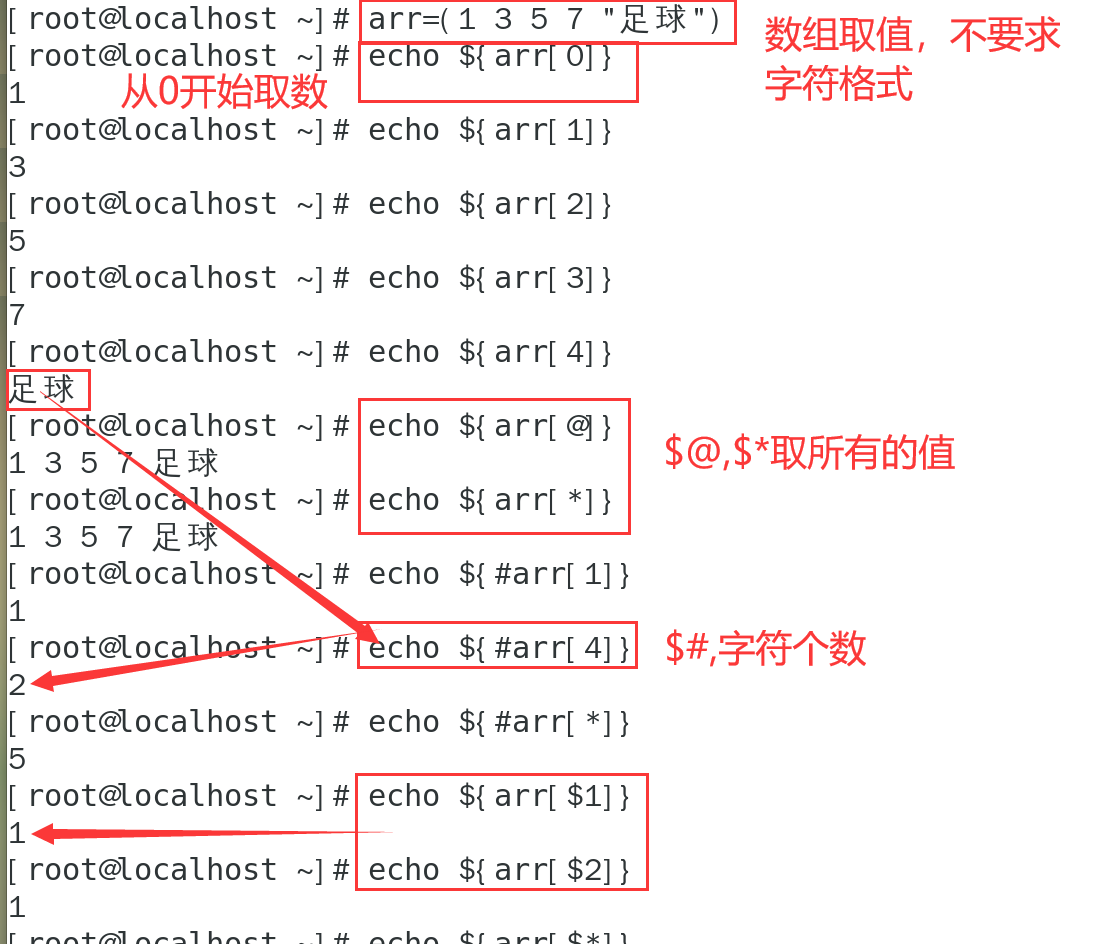 [root@localhost ~]# arr=(1 3 5 7 "足球")
数组取值，不要求
字符格式
[root@localhost ~]# echo ${arr[0]}
1
从0开始取数
[root@localhost ~]# echo ${arr[1]}
3
[root@localhost ~]# echo ${arr[2]}
5
[root@localhost ~]# echo ${arr[3]}
7
[root@localhost ~]# echo ${arr[4]}
足球
[root@localhost ~]# echo ${arr[@]}
$@,$*取所有的值
1 3 5 7 足球
[root@localhost ~]# echo ${arr[*]}
1 3 5 7 足球
[root@localhost ~]# echo ${#arr[1]}
1
[root@localhost ~]# echo ${#arr[4]}
$#,字符个数
2
[root@localhost ~]# echo ${#arr[*]}
5
[root@localhost ~]# echo ${arr[$1]}
1
[root@localhost ~]# echo ${arr[$2]}
1
[root@localhost ~]# echo ${arr[$*]}